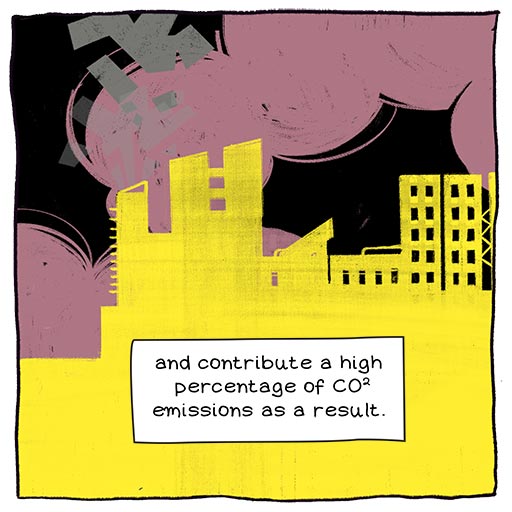 and contribute a high
percentage of CO²
emissions as a result.